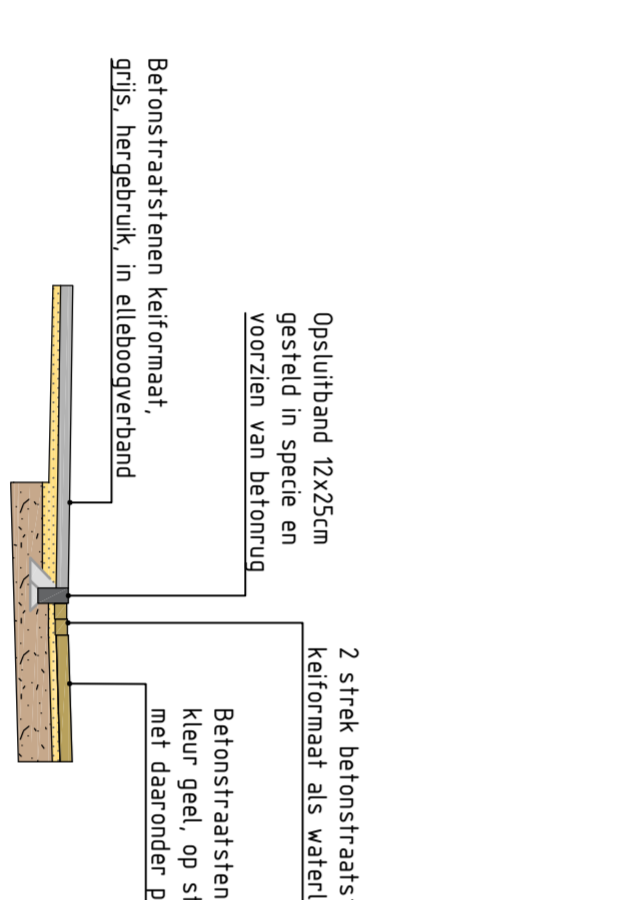 Betonstraatstenen keiformaat,
grijs, hergebruik, in elleboogverband
Opsluitband 12x25cm
gesteld in specie en
voorzien van betonrug
2 strek betonstraats
keiformaat als waterl
Betonstraatsten
kleur geel, op st
met daaronder p